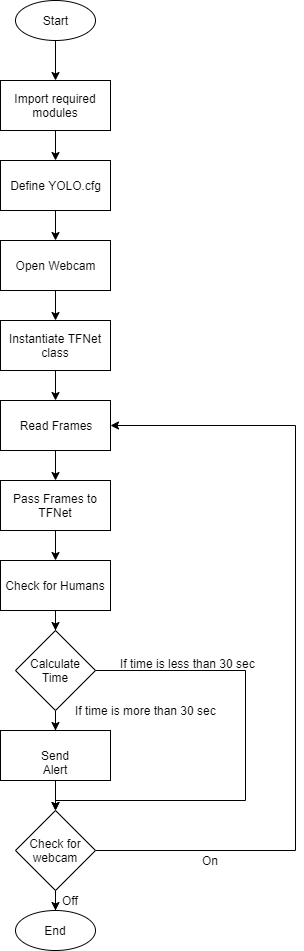 Start
Import required
modules
Define YOLO.cfg
Open Webcam
Instantiate TFNet
class
Read Frames
Pass Frames to
TFNet
Check for Humans
Calculate
Time
If time is less than 30 sec
If time is more than 30 sec
Send
Alert
Check for
webcam
On
Off
End